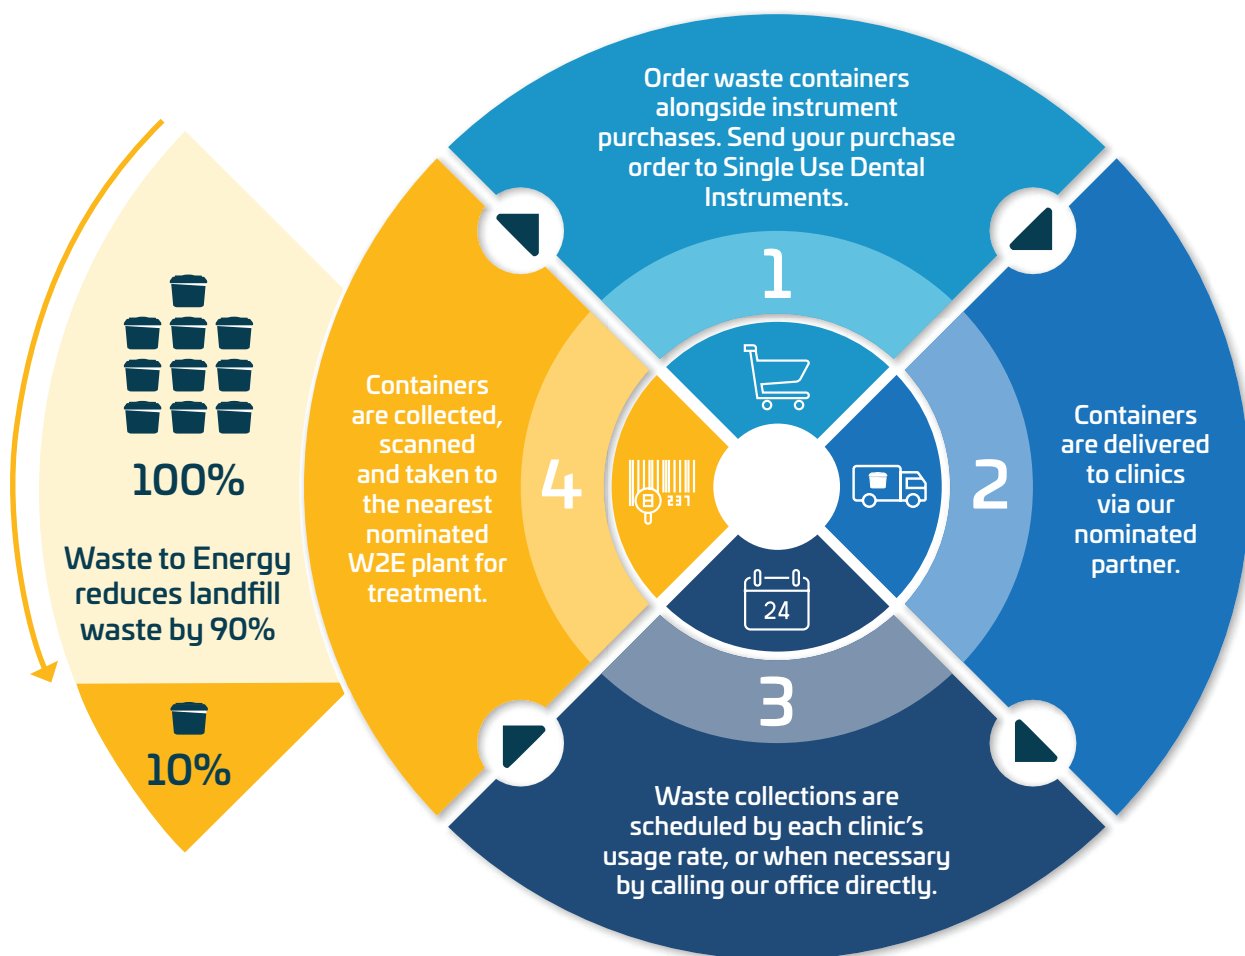 Order waste containers
alongside instrument
purchases. Send your purchase
order to Single Use Dental
Instruments.
1
Containers
are delivered
to clinics
via our
nominated
partner.
2
24
3
Waste collections are
scheduled by each clinic's
usage rate, or when necessary
by calling our office directly.
Containers
are collected,
scanned
and taken to
the nearest
nominated
W2E plant for
treatment.
4
8 237
100%
Waste to Energy
reduces landfill
waste by 90%
10%